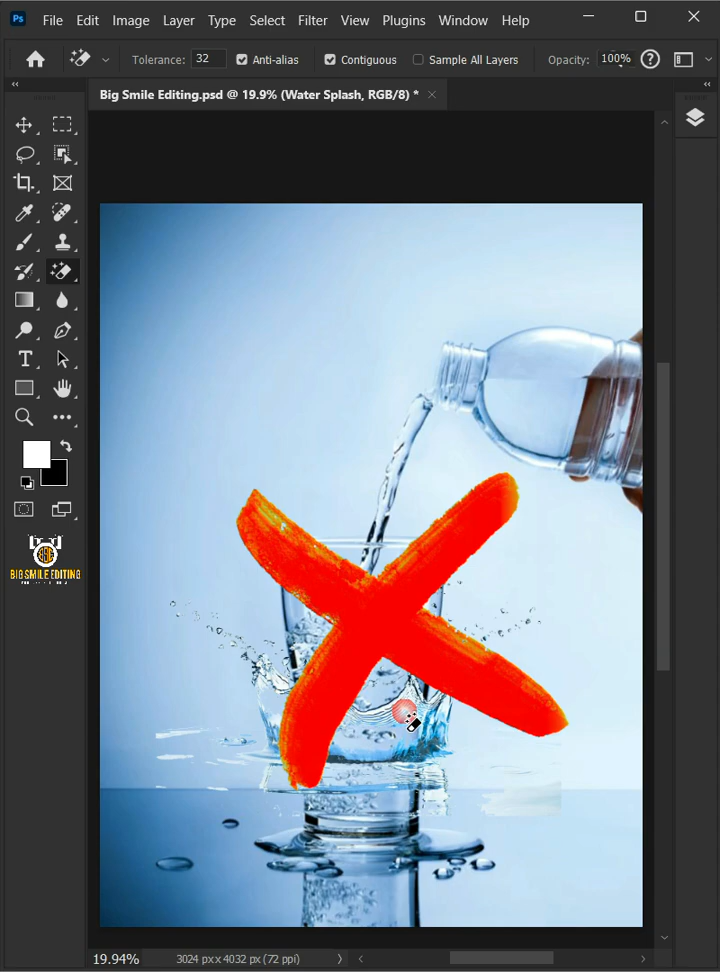 Ps File Edit Image Layer Type Select Filter View Plugins Window Help
Tolerance: 32 Anti-alias Contiguous Sample All Layers Opacity: 100%
Big Smile Editing.psd @ 19.9% (Water Splash, RGB/8) *
T
BIG SMILE EDITING
19.94% 3024 px x 4032 px (72 ppi)